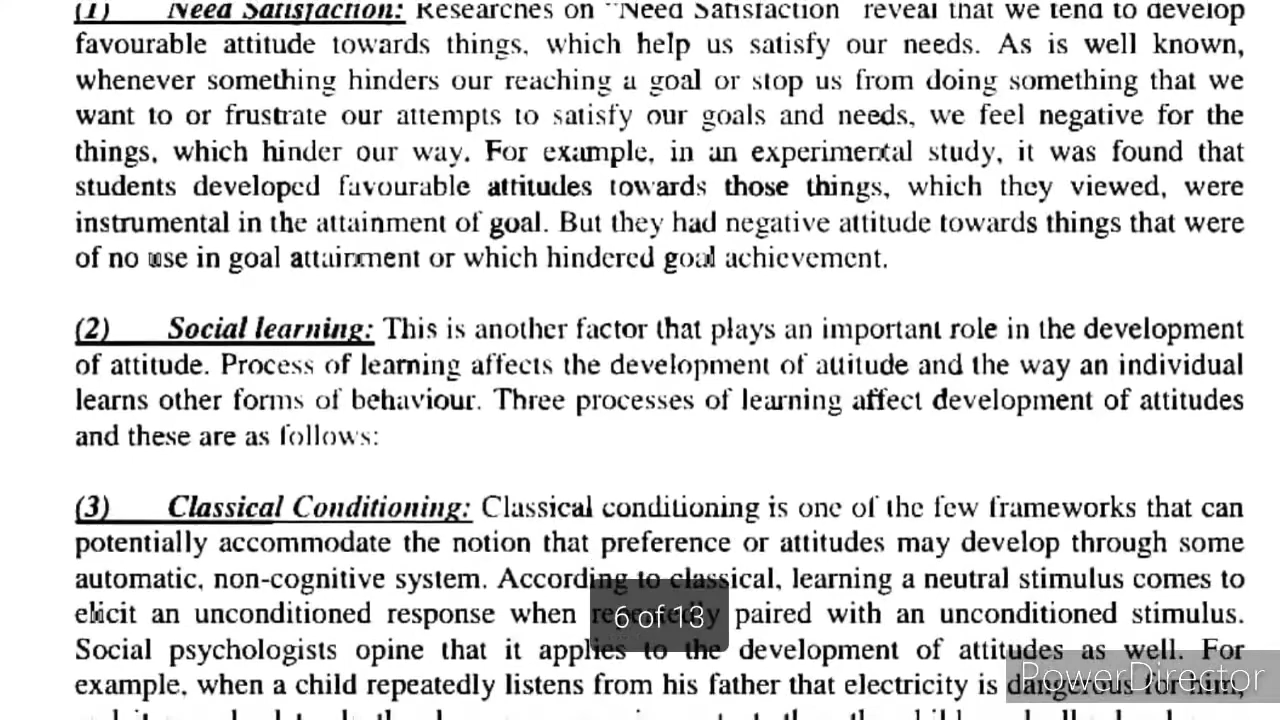 (1) Need Satisfaction: Researches on "Need Satisfaction" reveal that we tend to develop
favourable attitude towards things, which help us satisfy our needs. As is well known,
whenever something hinders our reaching a goal or stop us from doing something that we
want to or frustrate our attempts to satisfy our goals and needs, we feel negative for the
things, which hinder our way. For example, in an experimental study, it was found that
students developed favourable attitudes towards those things, which they viewed, were
instrumental in the attainment of goal. But they had negative attitude towards things that were
of no use in goal attainment or which hindered goal achievement.
(2) Social learning: This is another factor that plays an important role in the development
of attitude. Process of learning affects the development of attitude and the way an individual
learns other forms of behaviour. Three processes of learning affect development of attitudes
and these are as follows:
(3) Classical Conditioning: Classical conditioning is one of the few frameworks that can
potentially accommodate the notion that preference or attitudes may develop through some
automatic, non-cognitive system. According to classical, learning a neutral stimulus comes to
elicit an unconditioned response when repeatedly paired with an unconditioned stimulus.
6 of 13
Social psychologists opine that it applies to the development of attitudes as well. For
example, when a child repeatedly listens from his father that electricity is dangerous for him,
PowerDirector